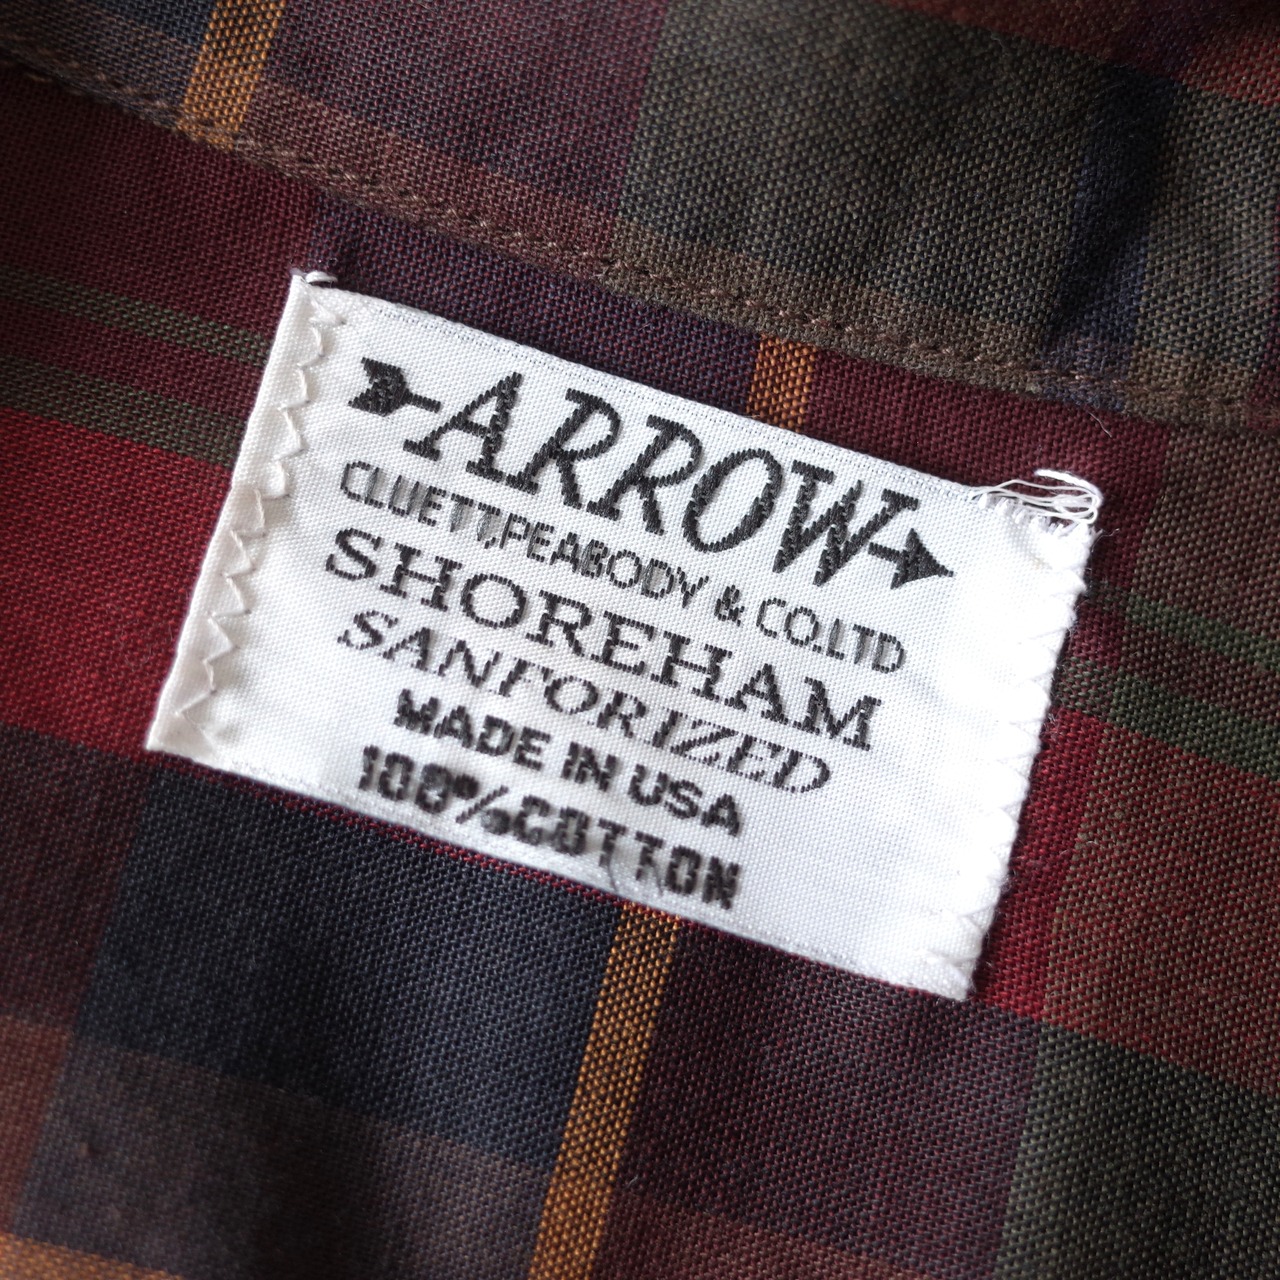 ARROW
CLUETT,PEABODY & CO.LTD
SHOREHAM
SANFORIZED
MADE IN USA
100%COTTON